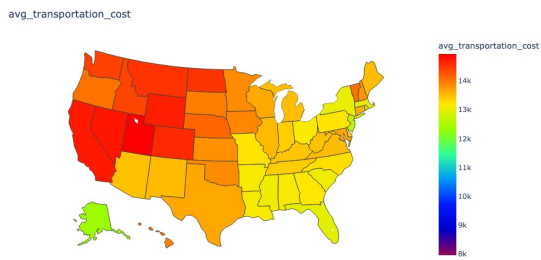 avg_transportation_cost
avg_transportation_cost
14k
13k
12k
11k
10k
9k
8k